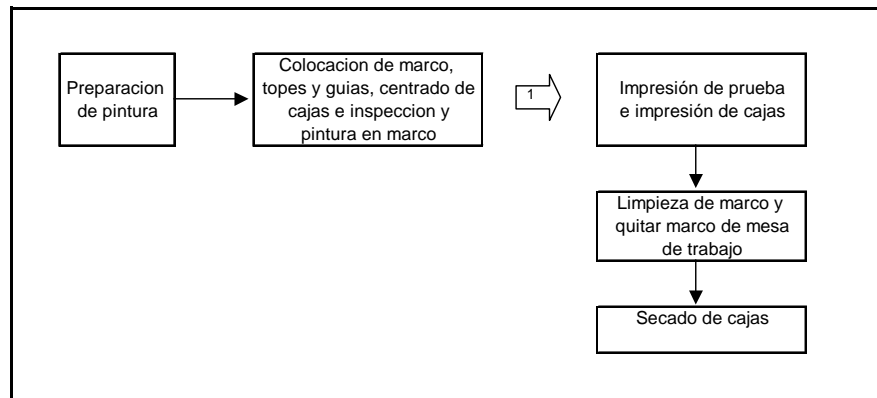 Preparacion
de pintura
Colocacion de marco,
topes y guias, centrado de
cajas e inspeccion y
pintura en marco
1
Impresión de prueba
e impresión de cajas
Limpieza de marco y
quitar marco de mesa
de trabajo
Secado de cajas